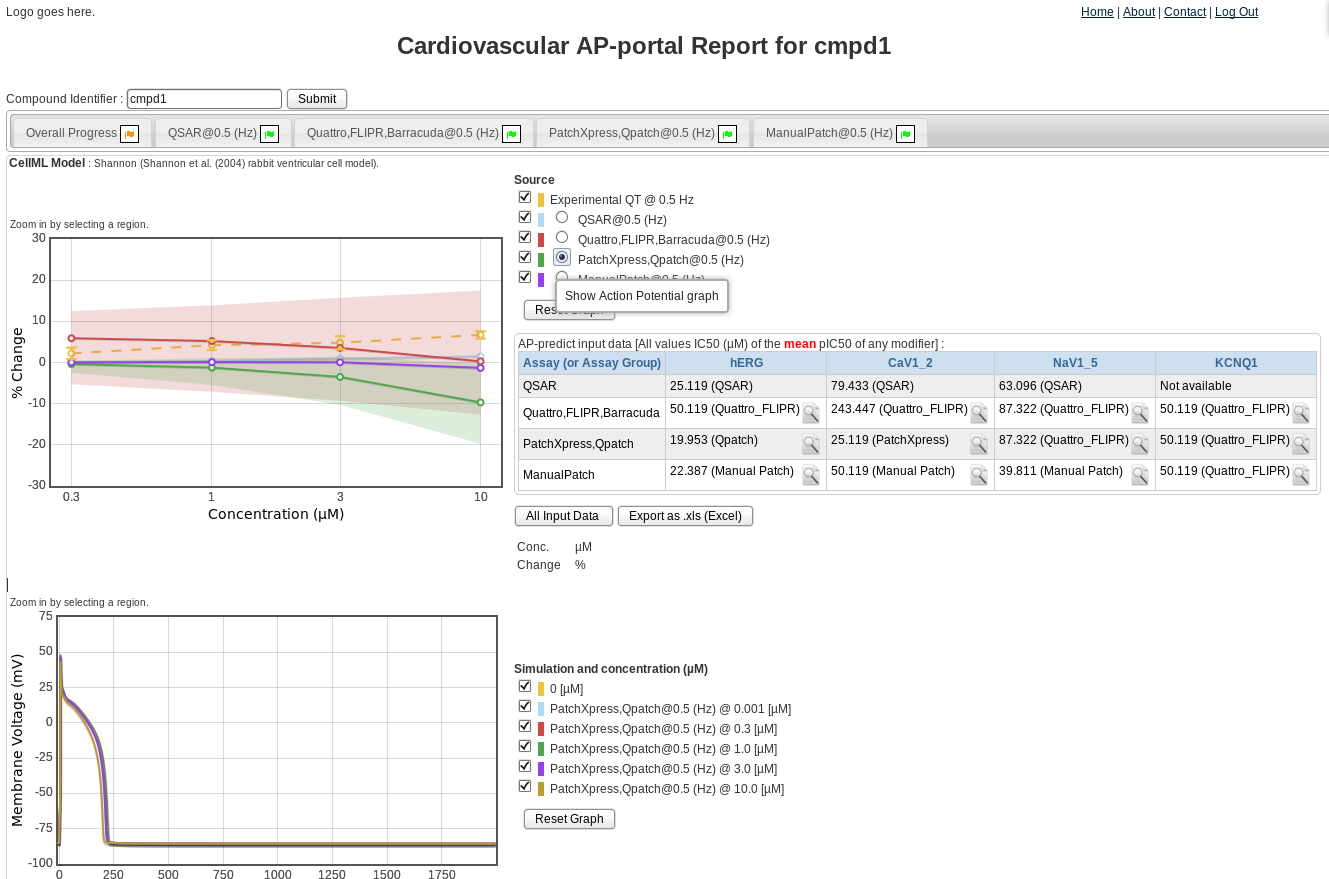 Logo goes here.
Home | About | Contact | Log Out
Cardiovascular AP-portal Report for cmpd1
Compound Identifier : cmpd1 Submit
Overall Progress QSAR@0.5 (Hz) Quattro,FLIPR,Barracuda@0.5 (Hz) PatchXpress,Qpatch@0.5 (Hz) ManualPatch@0.5 (Hz)
CellML Model : Shannon (Shannon et al. (2004) rabbit ventricular cell model).
Zoom in by selecting a region.
30
20
10
0
-10
-20
-30
% Change
0.3 1 3 10
Concentration (µM)
Source
Experimental QT @ 0.5 Hz
QSAR@0.5 (Hz)
Quattro,FLIPR,Barracuda@0.5 (Hz)
PatchXpress,Qpatch@0.5 (Hz)
ManualPatch@0.5 (Hz)
Show Action Potential graph
Reset Graph
AP-predict input data [All values IC50 (µM) of the mean pIC50 of any modifier] :
Assay (or Assay Group) hERG CaV1_2 NaV1_5 KCNQ1
QSAR 25.119 (QSAR) 79.433 (QSAR) 63.096 (QSAR) Not available
Quattro,FLIPR,Barracuda 50.119 (Quattro_FLIPR) 243.447 (Quattro_FLIPR) 87.322 (Quattro_FLIPR) 50.119 (Quattro_FLIPR)
PatchXpress,Qpatch 19.953 (Qpatch) 25.119 (PatchXpress) 87.322 (Quattro_FLIPR) 50.119 (Quattro_FLIPR)
ManualPatch 22.387 (Manual Patch) 50.119 (Manual Patch) 39.811 (Manual Patch) 50.119 (Quattro_FLIPR)
All Input Data Export as .xls (Excel)
Conc. µM
Change %
Zoom in by selecting a region.
75
50
25
0
-25
-50
-75
-100
Membrane Voltage (mV)
0 250 500 750 1000 1250 1500 1750
Simulation and concentration (µM)
0 [µM]
PatchXpress,Qpatch@0.5 (Hz) @ 0.001 [µM]
PatchXpress,Qpatch@0.5 (Hz) @ 0.3 [µM]
PatchXpress,Qpatch@0.5 (Hz) @ 1.0 [µM]
PatchXpress,Qpatch@0.5 (Hz) @ 3.0 [µM]
PatchXpress,Qpatch@0.5 (Hz) @ 10.0 [µM]
Reset Graph